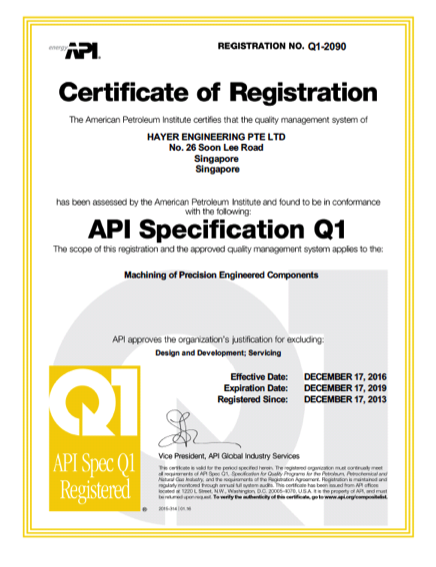 energy API
REGISTRATION NO. Q1-2090
Certificate of Registration
The American Petroleum Institute certifies that the quality management system of
HAYER ENGINEERING PTE LTD
No. 26 Soon Lee Road
Singapore
Singapore
has been assessed by the American Petroleum Institute and found to be in conformance
with the following:
API Specification Q1
The scope of this registration and the approved quality management system applies to the:
Machining of Precision Engineered Components
API approves the organization's justification for excluding:
Design and Development; Servicing
Effective Date: DECEMBER 17, 2016
Expiration Date: DECEMBER 17, 2019
Registered Since: DECEMBER 17, 2013
Q1
API Spec Q1
Registered
®
Vice President, API Global Industry Services
This certificate is valid for the period specified herein. The registered organization must continually meet
all requirements of API Spec Q1, Specification for Quality Programs for the Petroleum, Petrochemical and
Natural Gas Industry, and the requirements of the Registration Agreement. Registration is maintained and
regularly monitored through annual full system audits. This certificate has been issued from API offices
located at 1220 L Street, N.W., Washington, D.C. 20005-4070, U.S.A. It is the property of API, and must
be returned upon request. To verify the authenticity of this certificate, go to www.api.org/compositelist.